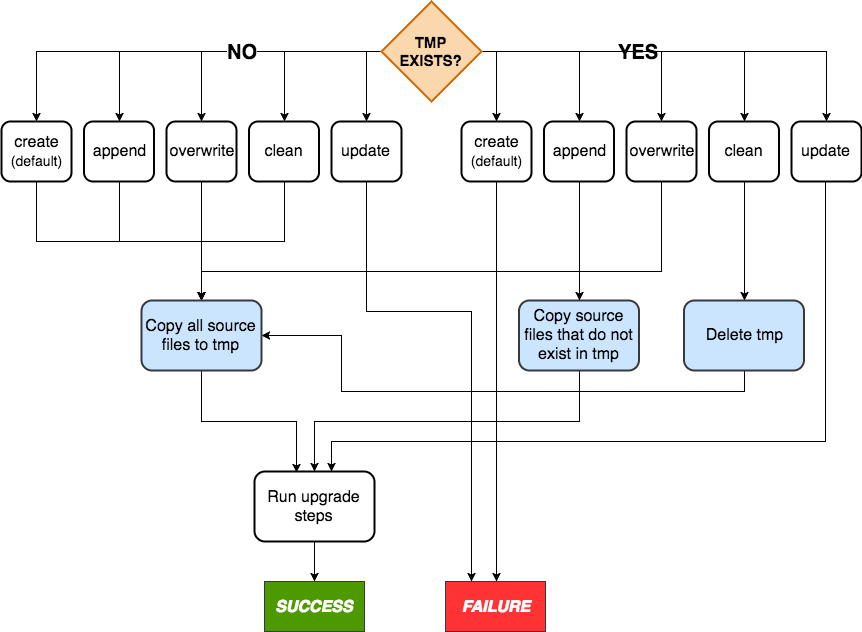 TMP
EXISTS?
NO
YES
create
(default)
append
overwrite
clean
update
create
(default)
append
overwrite
clean
update
Copy all source
files to tmp
Copy source
files that do not
exist in tmp
Delete tmp
Run upgrade
steps
SUCCESS
FAILURE